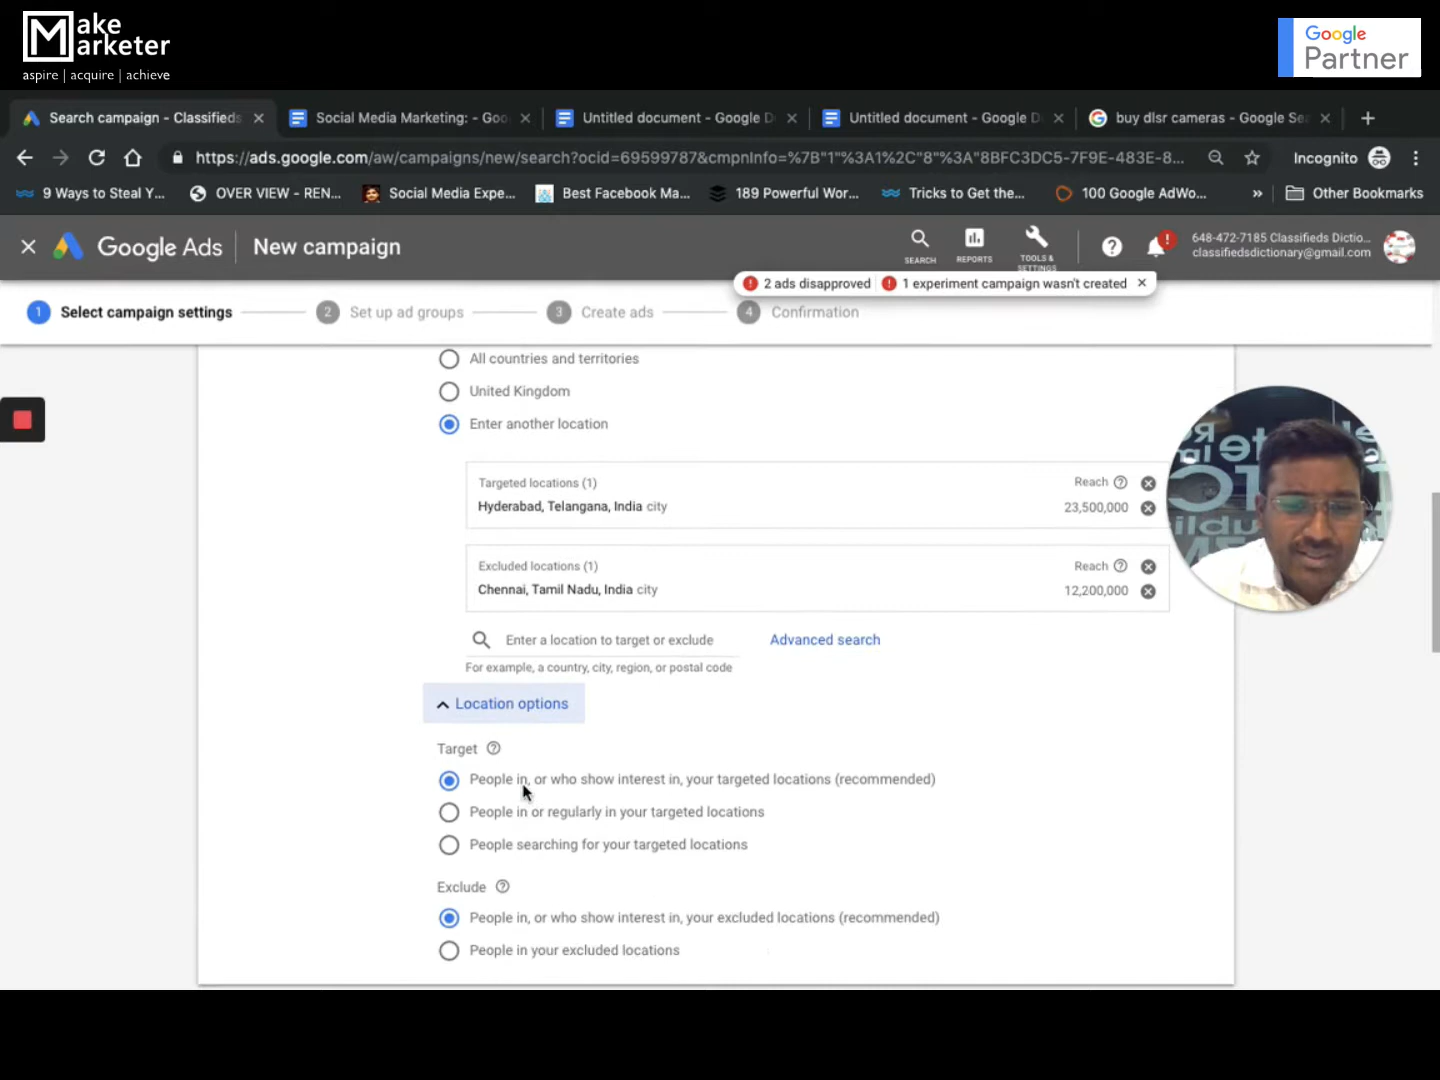 Make
Marketer
aspire | acquire | achieve
Google
Partner
Search campaign - Classifieds
Social Media Marketing: - Goo
Untitled document - Google D
Untitled document - Google D
buy dlsr cameras - Google Se
https://ads.google.com/aw/campaigns/new/search?ocid=69599787&cmpnInfo=%7B"1"%3A1%2C"8"%3A"8BFC3DC5-7F9E-483E-8...
Incognito
9 Ways to Steal Y...
OVER VIEW - REN...
Social Media Expe...
Best Facebook Ma...
189 Powerful Wor...
Tricks to Get the...
100 Google AdWo...
»
Other Bookmarks
Google Ads
New campaign
SEARCH
REPORTS
TOOLS &
SETTINGS
648-472-7185 Classifieds Dictio...
classifiedsdictionary@gmail.com
2 ads disapproved
1 experiment campaign wasn't created
1 Select campaign settings
2 Set up ad groups
3 Create ads
4 Confirmation
All countries and territories
United Kingdom
Enter another location
Targeted locations (1)
Reach
Hyderabad, Telangana, India city
23,500,000
Excluded locations (1)
Reach
Chennai, Tamil Nadu, India city
12,200,000
Enter a location to target or exclude
Advanced search
For example, a country, city, region, or postal code
Location options
Target
People in, or who show interest in, your targeted locations (recommended)
People in or regularly in your targeted locations
People searching for your targeted locations
Exclude
People in, or who show interest in, your excluded locations (recommended)
People in your excluded locations